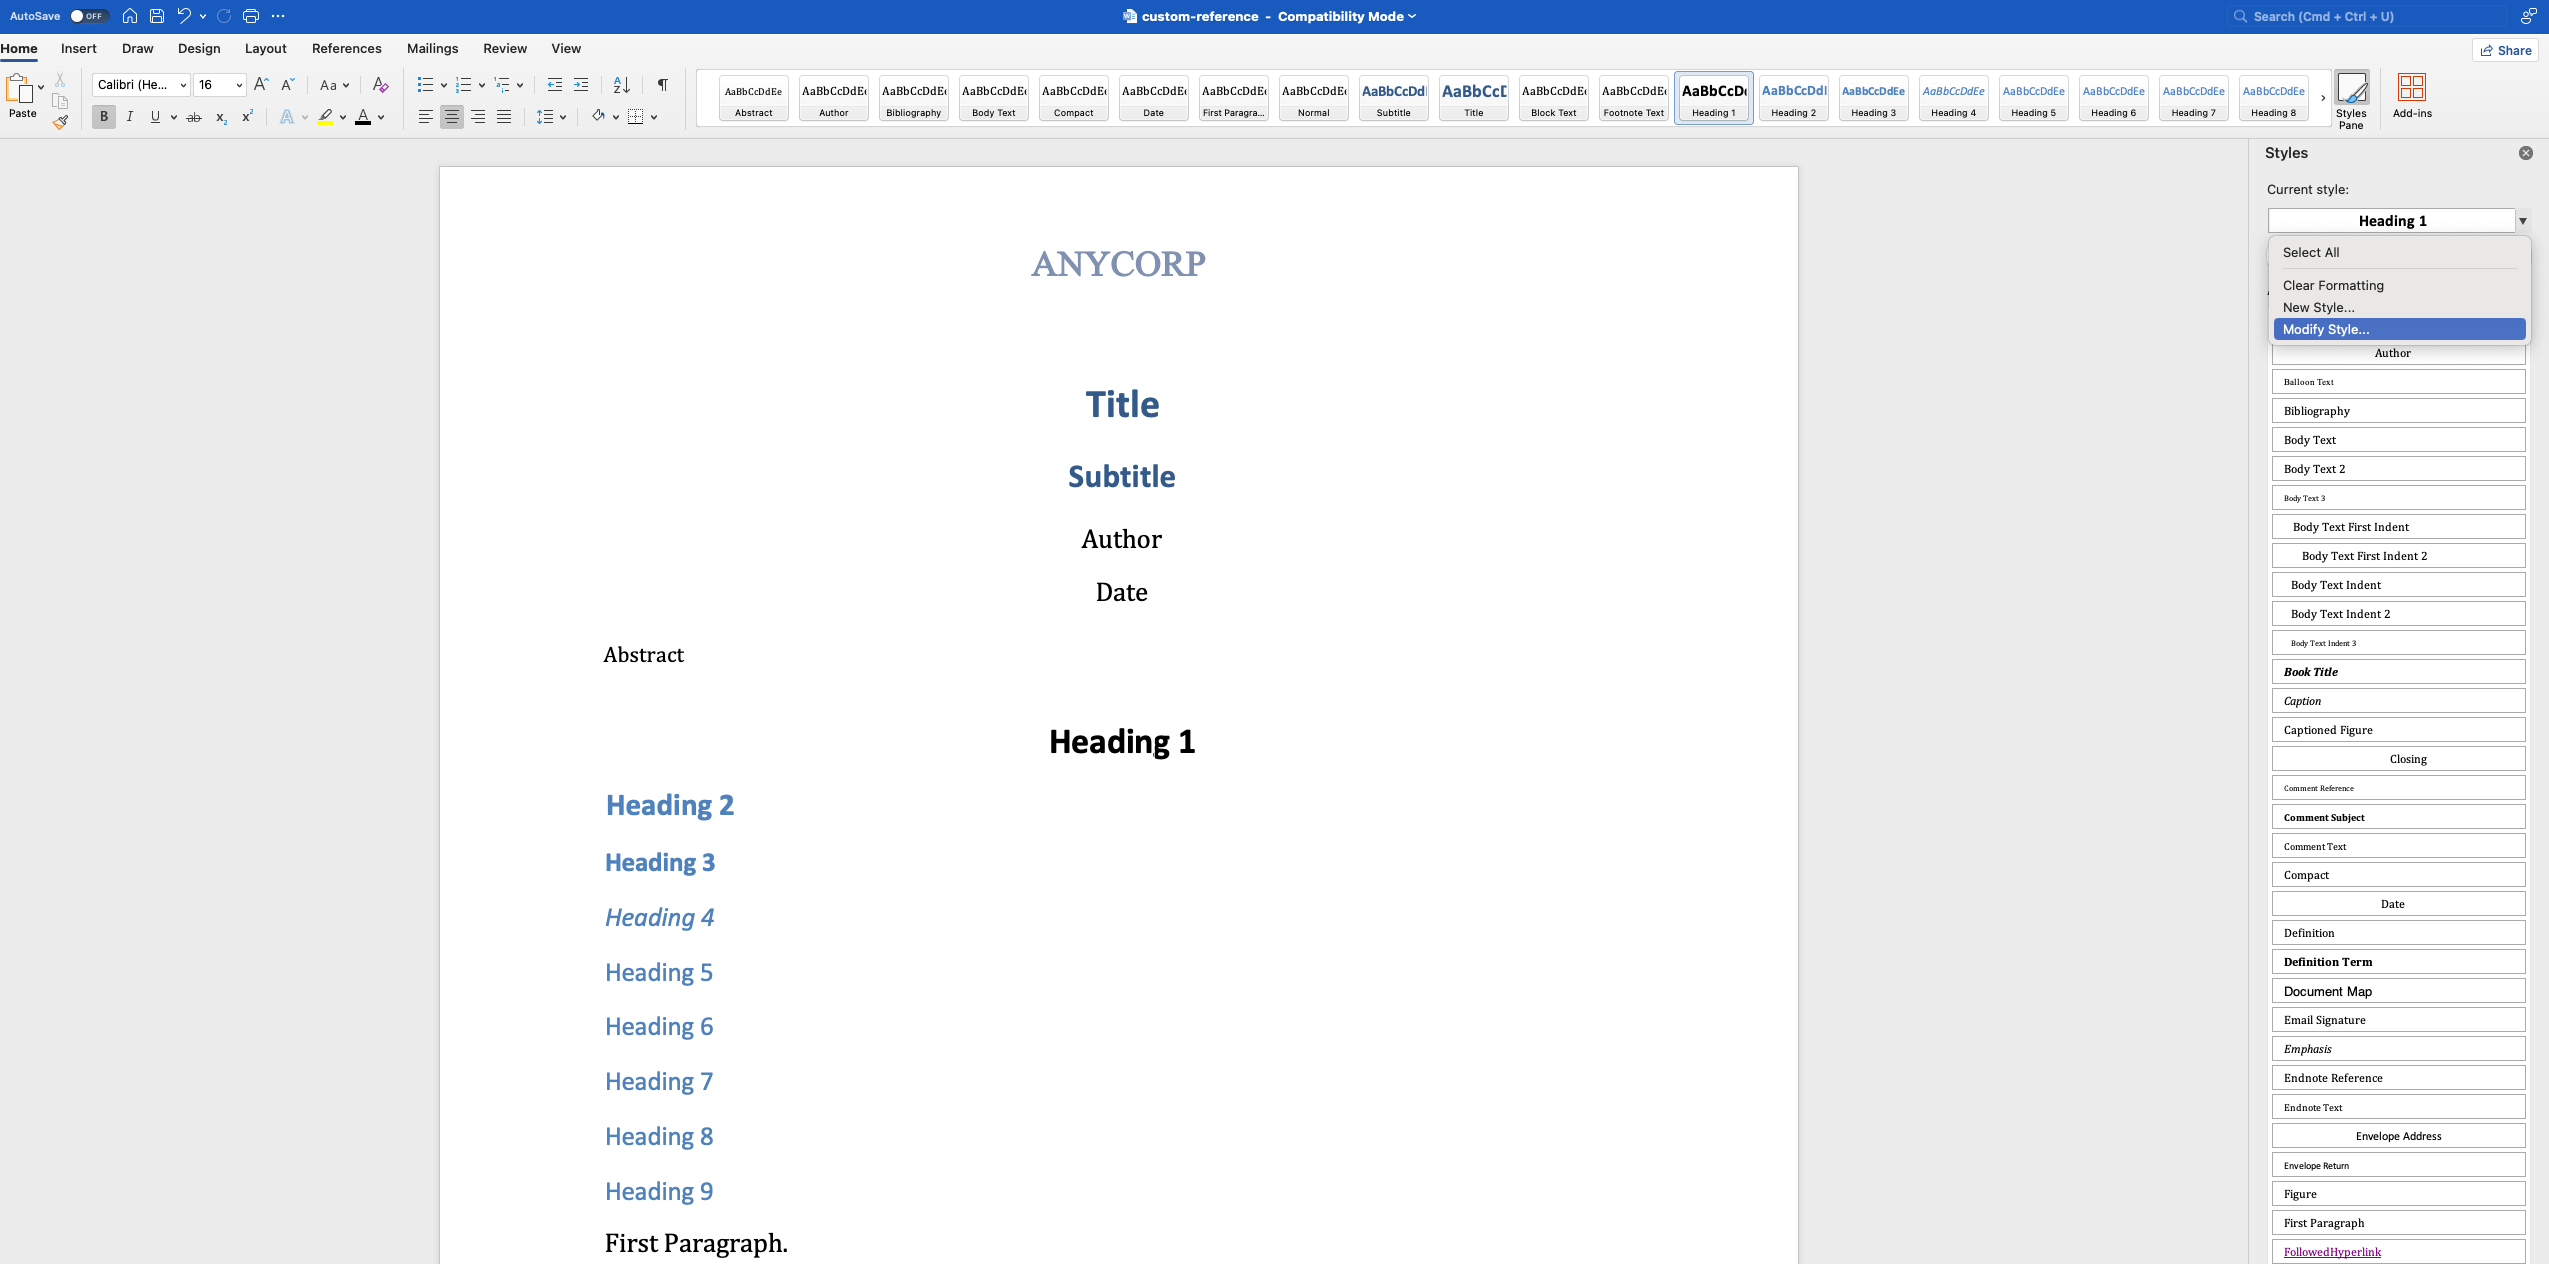 AutoSave OFF custom-reference - Compatibility Mode Search (Cmd + Ctrl + U)
Home Insert Draw Design Layout References Mailings Review View Share
Paste Calibri (He... 16
AaBbCcDdEe Abstract
AaBbCcDdEe Author
AaBbCcDdEe Bibliography
AaBbCcDdEe Body Text
AaBbCcDdEe Compact
AaBbCcDdEe Date
AaBbCcDdEe First Paragra...
AaBbCcDdEe Normal
AaBbCcDdI Subtitle
AaBbCcD Title
AaBbCcDdEe Block Text
AaBbCcDdEe Footnote Text
AaBbCcDd Heading 1
AaBbCcDdI Heading 2
AaBbCcDdEe Heading 3
AaBbCcDdEe Heading 4
AaBbCcDdEe Heading 5
AaBbCcDdEe Heading 6
AaBbCcDdEe Heading 7
AaBbCcDdEe Heading 8
Styles Pane
Add-ins
ANYCORP
Title
Subtitle
Author
Date
Abstract
Heading 1
Heading 2
Heading 3
Heading 4
Heading 5
Heading 6
Heading 7
Heading 8
Heading 9
First Paragraph.
Styles
Current style:
Heading 1
Select All
Clear Formatting
New Style...
Modify Style...
Author
Balloon Text
Bibliography
Body Text
Body Text 2
Body Text 3
Body Text First Indent
Body Text First Indent 2
Body Text Indent
Body Text Indent 2
Body Text Indent 3
Book Title
Caption
Captioned Figure
Closing
Comment Reference
Comment Subject
Comment Text
Compact
Date
Definition
Definition Term
Document Map
Email Signature
Emphasis
Endnote Reference
Endnote Text
Envelope Address
Envelope Return
Figure
First Paragraph
FollowedHyperlink